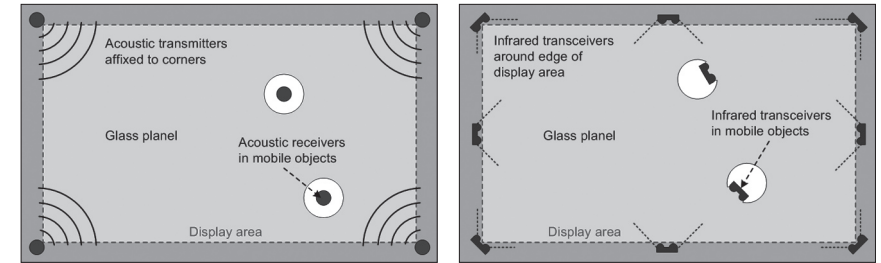 Acoustic transmitters
affixed to corners
Glass planel
Acoustic receivers
in mobile objects
Display area
Infrared transceivers
around edge of
display area
Infrared transceivers
in mobile objects
Glass planel
Display area